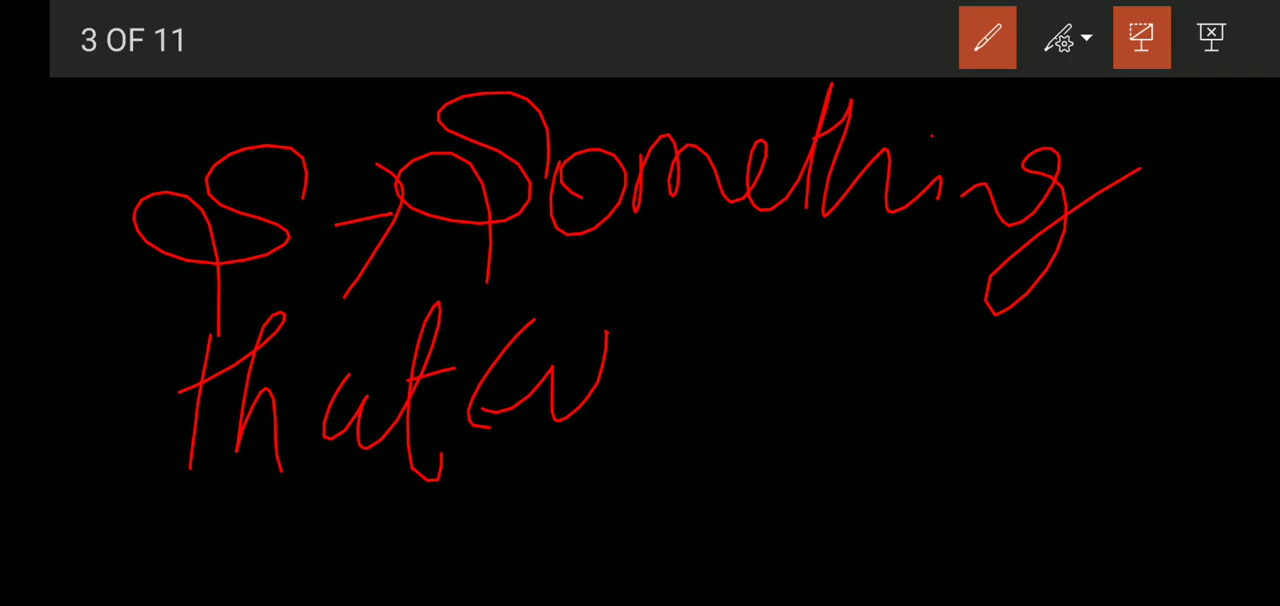 3 OF 11
S → Something
that w